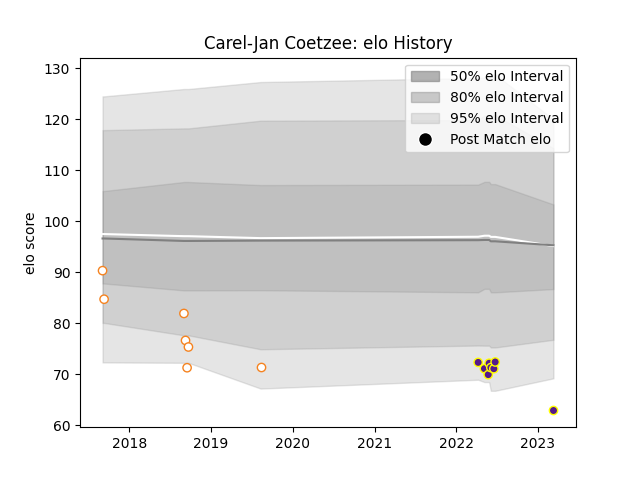 Carel-Jan Coetzee: elo History
130
120
110
100
90
80
70
60
elo score
50% elo Interval
80% elo Interval
95% elo Interval
Post Match elo
2018
2019
2020
2021
2022
2023